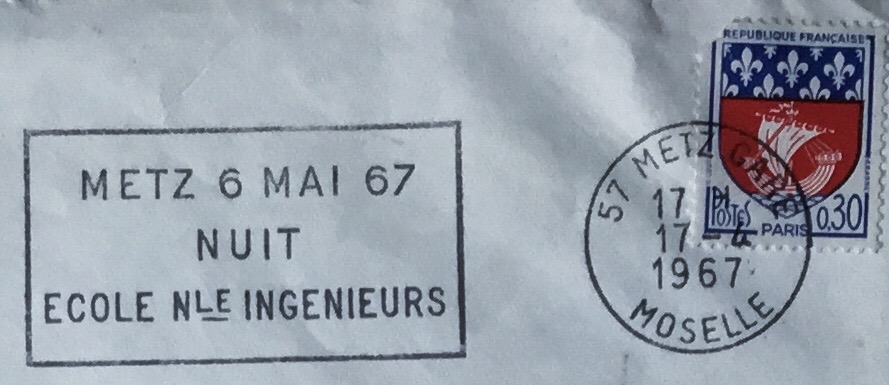 METZ 6 MAI 67
NUIT
ECOLE NLE INGENIEURS
57 METZ GARE
17 H
17-4
1967
MOSELLE
REPUBLIQUE FRANÇAISE
POSTES
0,30
PARIS